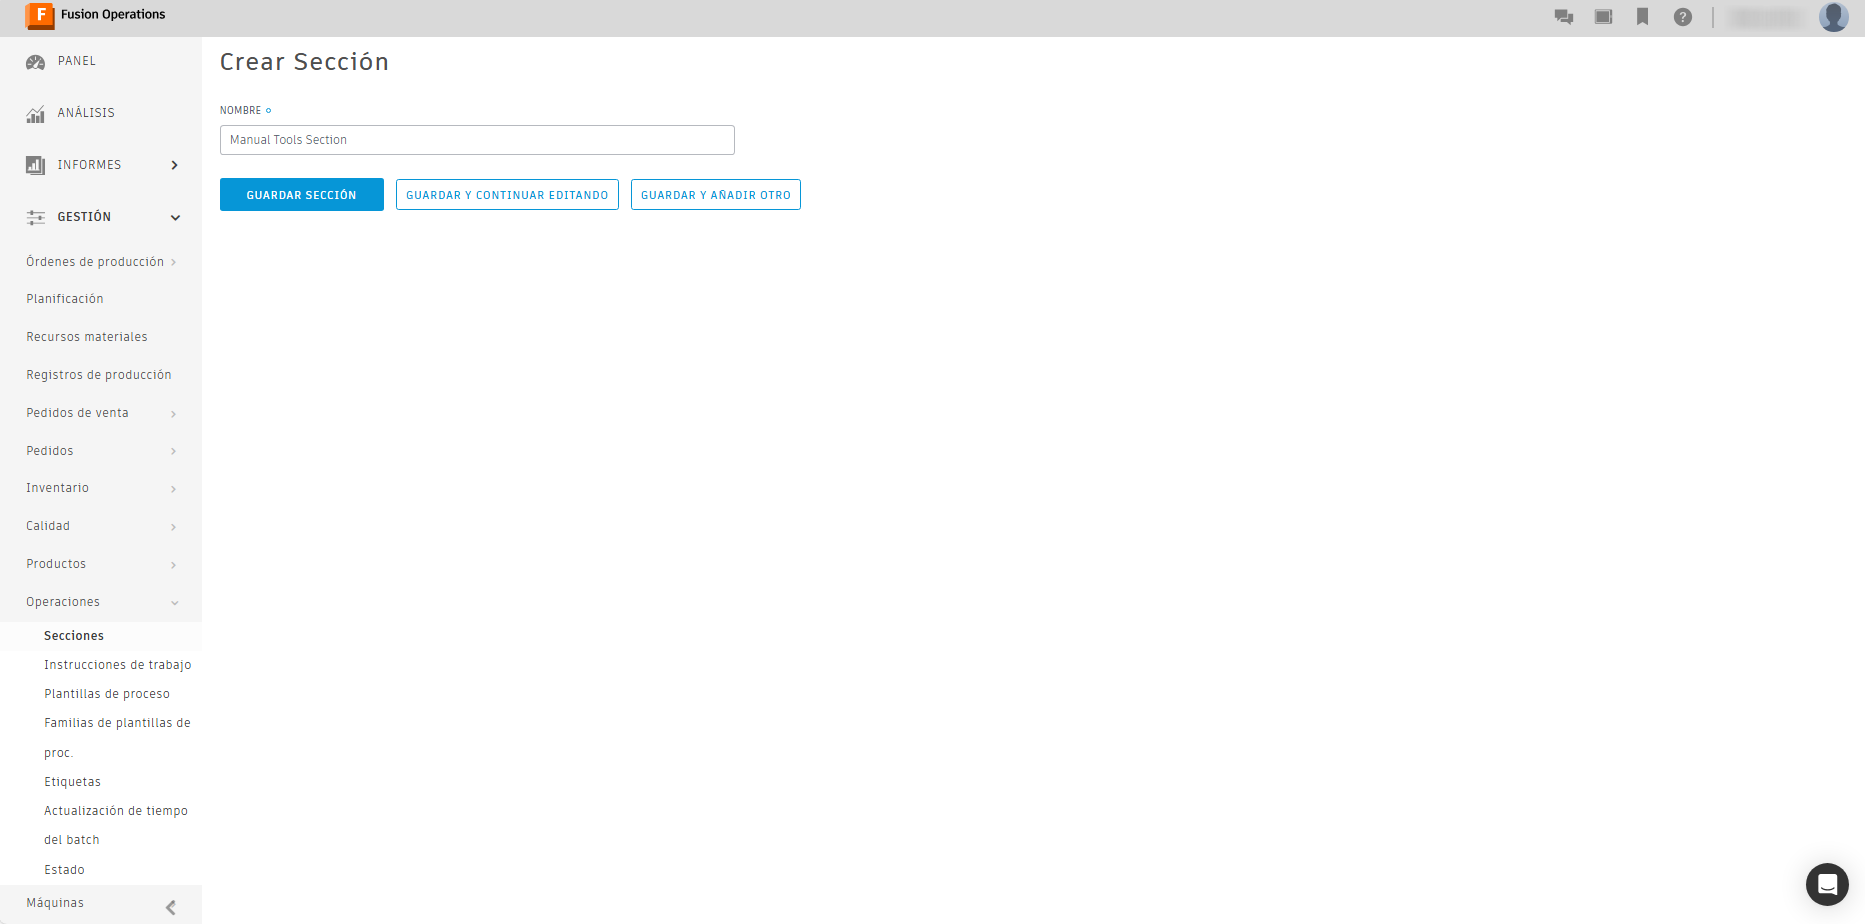 F Fusion Operations
?
PANEL
ANÁLISIS
INFORMES
GESTIÓN
Órdenes de producción
Planificación
Recursos materiales
Registros de producción
Pedidos de venta
Pedidos
Inventario
Calidad
Productos
Operaciones
Secciones
Instrucciones de trabajo
Plantillas de proceso
Familias de plantillas de
proc.
Etiquetas
Actualización de tiempo
del batch
Estado
Máquinas
Crear Sección
NOMBRE
Manual Tools Section
GUARDAR SECCIÓN
GUARDAR Y CONTINUAR EDITANDO
GUARDAR Y AÑADIR OTRO